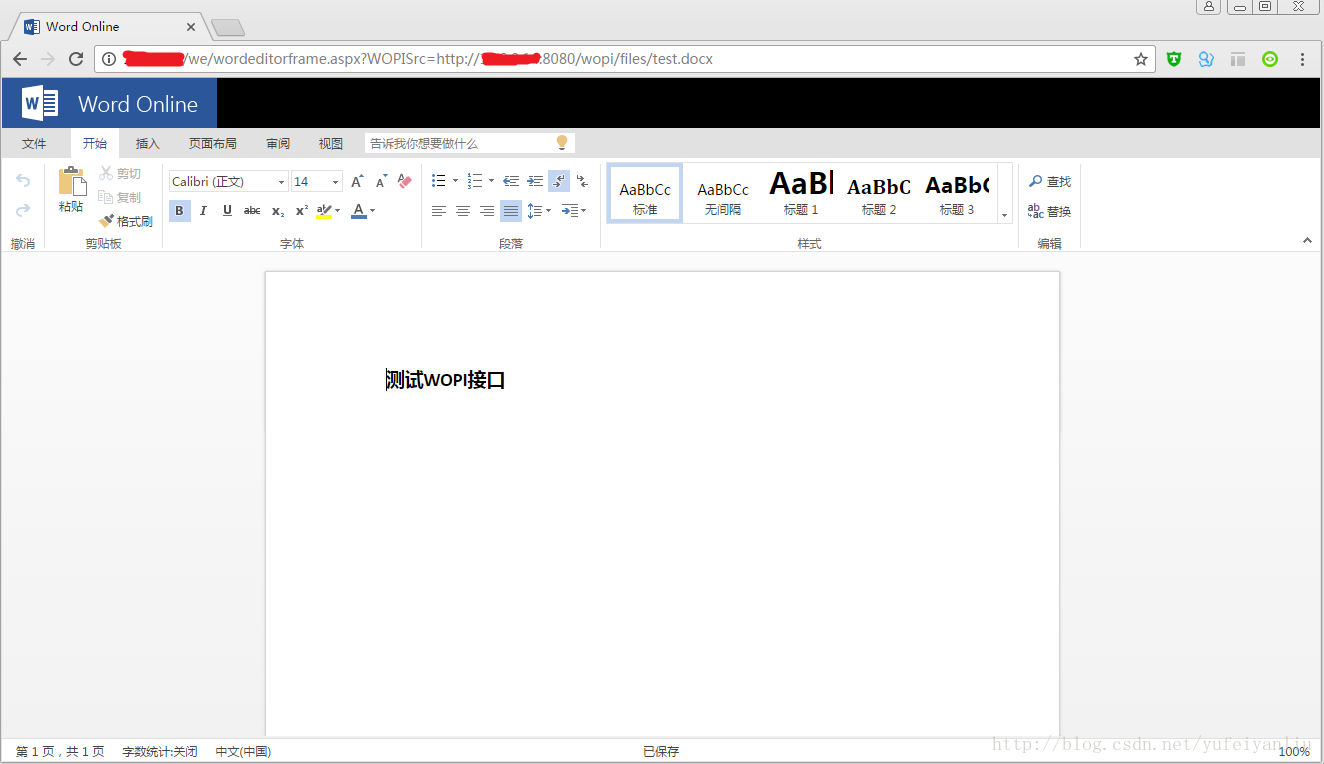 Word Online
/we/wordeditorframe.aspx?WOPISrc=http://
:8080/wopi/files/test.docx
W Word Online
文件 开始 插入 页面布局 审阅 视图 告诉我你想要做什么
粘贴 剪切
复制
格式刷
Calibri (正文) 14
B I U abc x₂ x² aby A
AaBbCc AaBbCc AaBl AaBbC AaBbC
标准 无间隔 标题 1 标题 2 标题 3
查找
替换
撤消 剪贴板 字体 段落 样式 编辑
测试WOPI接口
第 1 页，共 1 页 字数统计:关闭 中文(中国) 已保存 100%
http://blog.csdn.net/yufeiyanliu